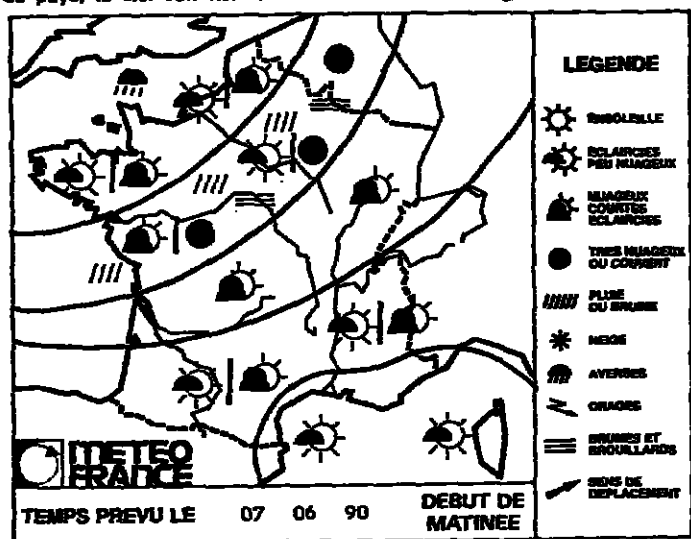 LEGENDE
ENSOLEILLE
ECLAIRCIES
PEU NUAGEUX
NUAGEUX
COURTES
ECLAIRCIES
TRES NUAGEUX
OU COUVERT
PLUIE
OU BRUINE
NEIGE
AVERSES
ORAGES
BRUMES ET
BROUILLARDS
SENS DE
DEPLACEMENT
METEO
FRANCE
TEMPS PREVU LE 07 06 90 DEBUT DE
MATINEE